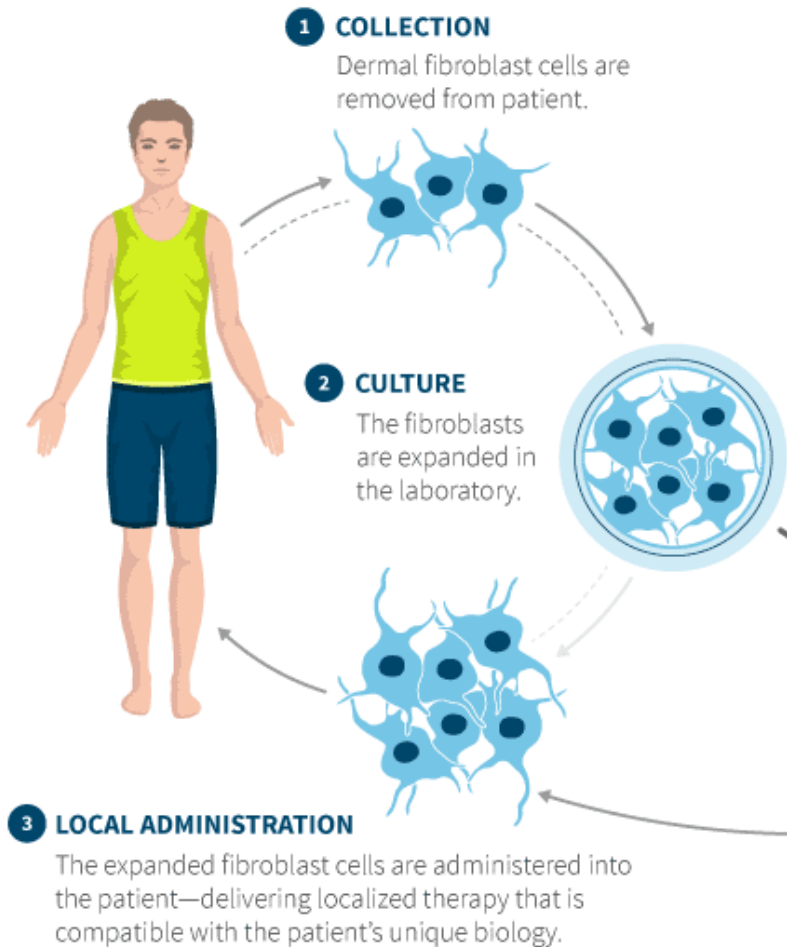 1 COLLECTION
Dermal fibroblast cells are
removed from patient.
2 CULTURE
The fibroblasts
are expanded in
the laboratory.
3 LOCAL ADMINISTRATION
The expanded fibroblast cells are administered into
the patient—delivering localized therapy that is
compatible with the patient's unique biology.